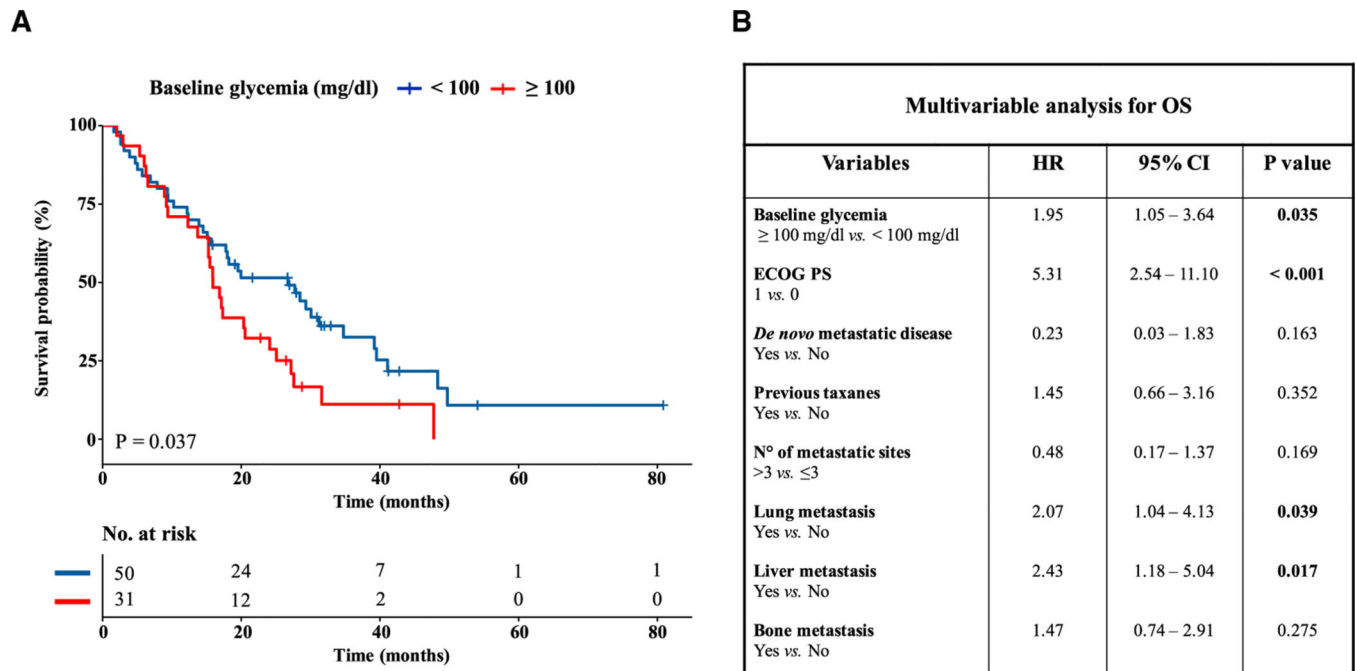 A
Baseline glycemia (mg/dl) < 100 ≥ 100
Survival probability (%)
100
75
50
25
0
P = 0.037
0 20 40 60 80
Time (months)
No. at risk
50 24 7 1 1
31 12 2 0 0
0 20 40 60 80
Time (months)
B
Multivariable analysis for OS
Variables HR 95% CI P value
Baseline glycemia 1.95 1.05 – 3.64 0.035
≥ 100 mg/dl vs. < 100 mg/dl
ECOG PS 5.31 2.54 – 11.10 < 0.001
1 vs. 0
De novo metastatic disease 0.23 0.03 – 1.83 0.163
Yes vs. No
Previous taxanes 1.45 0.66 – 3.16 0.352
Yes vs. No
N° of metastatic sites 0.48 0.17 – 1.37 0.169
>3 vs. ≤3
Lung metastasis 2.07 1.04 – 4.13 0.039
Yes vs. No
Liver metastasis 2.43 1.18 – 5.04 0.017
Yes vs. No
Bone metastasis 1.47 0.74 – 2.91 0.275
Yes vs. No